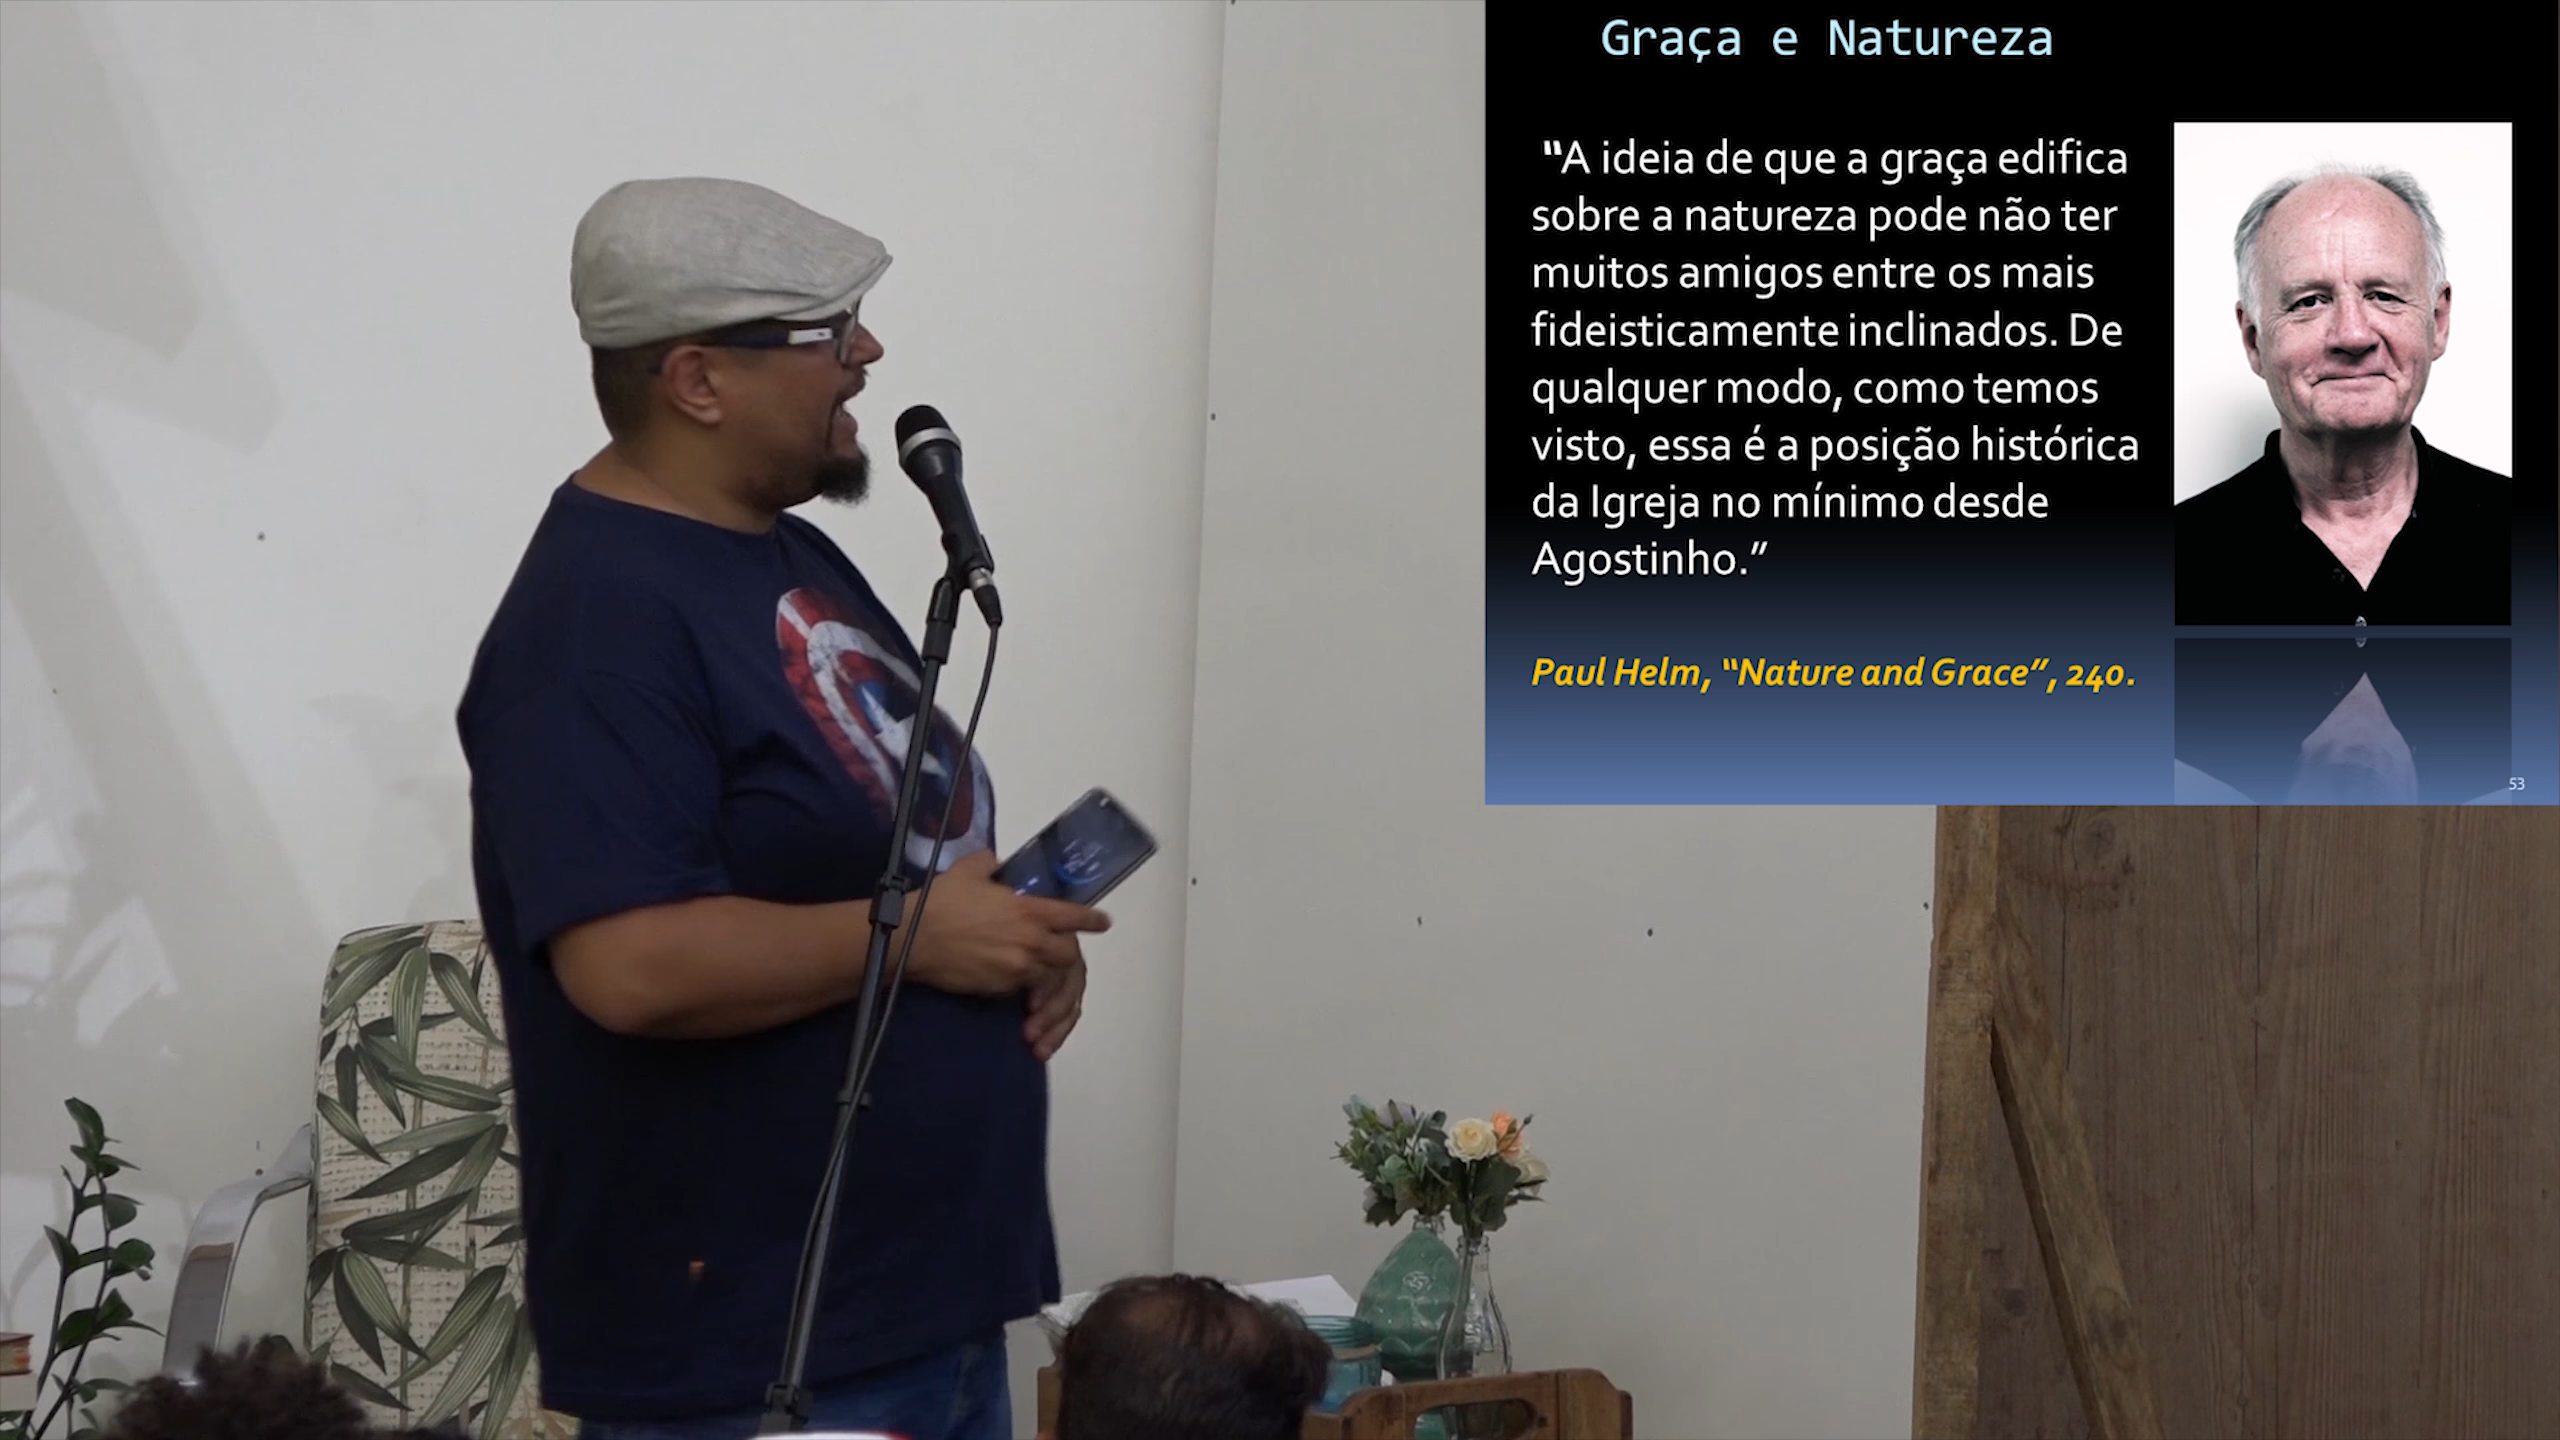 Graça e Natureza
“A ideia de que a graça edifica
sobre a natureza pode não ter
muitos amigos entre os mais
fideisticamente inclinados. De
qualquer modo, como temos
visto, essa é a posição histórica
da Igreja no mínimo desde
Agostinho.”
Paul Helm, “Nature and Grace”, 240.
53